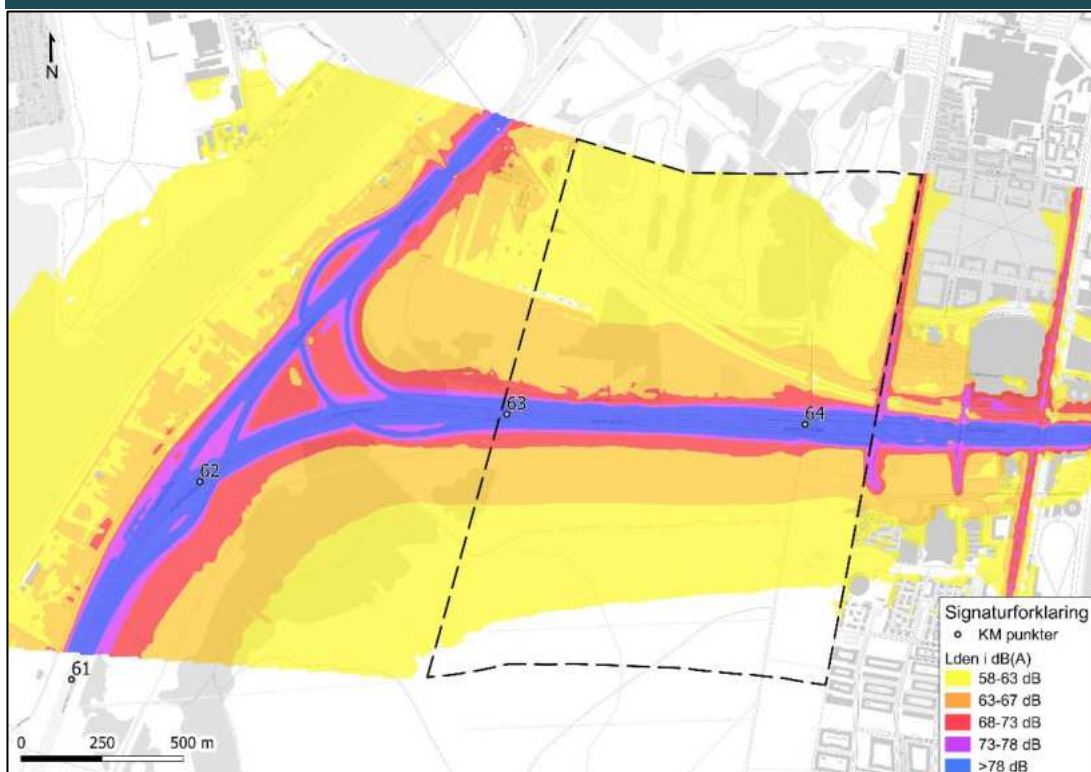 N
63
64
62
61
0 250 500 m
Signaturforklaring
KM punkter
Lden i dB(A)
58-63 dB
63-67 dB
68-73 dB
73-78 dB
>78 dB